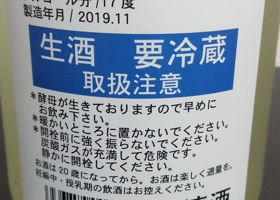 アルコール分/17度
製造年月/2019.11
生酒 要冷蔵
取扱注意
*酵母が生きておりますので早めに
お飲み下さい。
*暖かいところに置かないでください。
*開栓前に強く振らないでください。
炭酸ガスが充満して危険です。
静かに開栓してください。
お酒は20歳になってから。お酒は楽しく適量を。
妊娠中・授乳期の飲酒はお控えください。